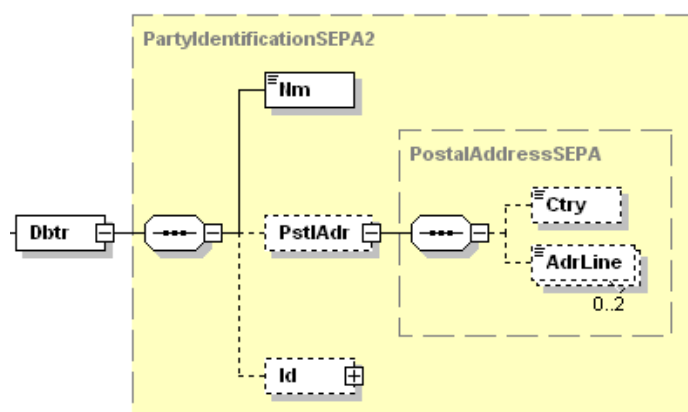 PartyIdentificationSEPA2
Nm
PostalAddressSEPA
Dbtr
PstlAdr
Ctry
AdrLine
0..2
Id